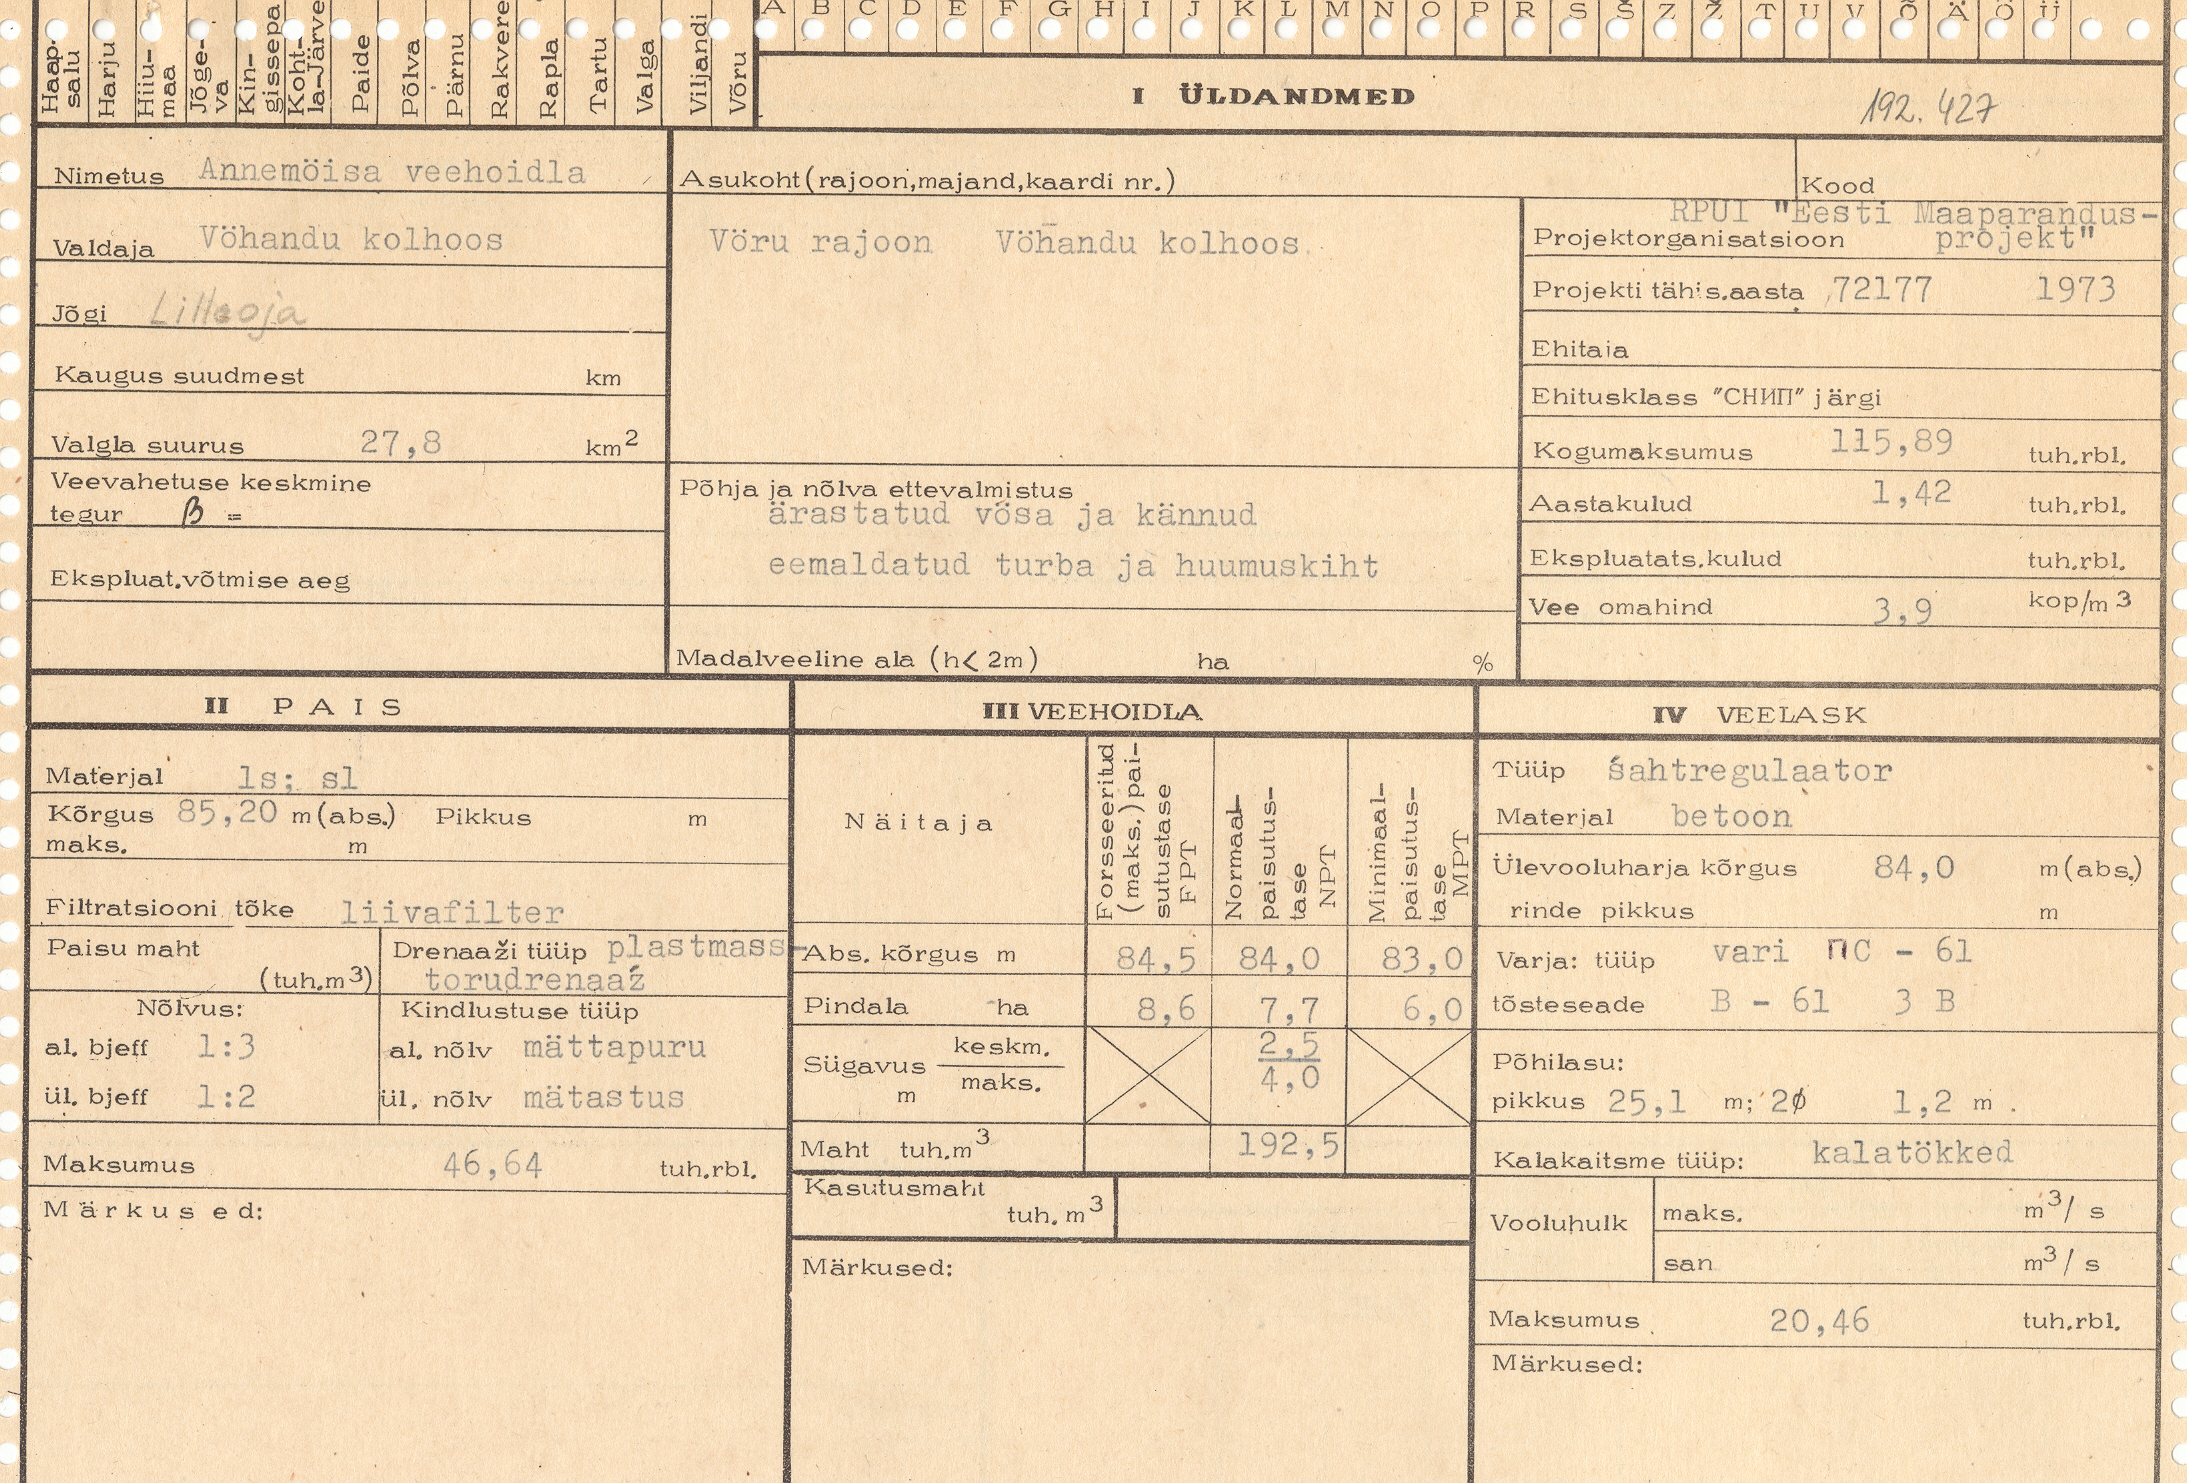 A B C D E F G H I J K L M N O P R S Š Z Ž T U V Õ Ä Ö Ü
Haap-
salu
Harju
Hiiu-
maa
Jõge-
va
Kin-
gissepa
Koht-
la-Järve
Paide
Põlva
Pärnu
Rakvere
Rapla
Tartu
Valga
Viljandi
Võru
I ÜLDANDMED
192.427
Nimetus Annemöisa veehoidla
Valdaja Vöhandu kolhoos
Jõgi
Kaugus suudmest km
Valgla suurus 27,8 km2
Veevahetuse keskmine
tegur β =
Ekspluat.võtmise aeg
Asukoht(rajoon,majand,kaardi nr.)
Kood
Vöru rajoon Vöhandu kolhoos.
Põhja ja nõlva ettevalmistus
ärastatud vösa ja kännud
eemaldatud turba ja huumuskiht
Madalveeline ala (h< 2m) ha %
RPUI "Eesti Maaparandus-
Projektorganisatsioon projekt"
Projekti tähis.aasta 72177 1973
Ehitaja
Ehitusklass "СНИП" järgi
Kogumaksumus 115,89 tuh.rbl.
Aastakulud 1,42 tuh.rbl.
Ekspluatats.kulud tuh.rbl.
Vee omahind 3,9 kop/m3
II PAIS
Materjal ls; sl
Kõrgus 85,20 m(abs.) Pikkus m
maks. m
Filtratsiooni tõke liivafilter
Paisu maht
(tuh.m3)
Drenaaži tüüp plastmass-
torudrenaaž
Nõlvus:
al. bjeff 1:3
ül. bjeff 1:2
Kindlustuse tüüp
al. nõlv mättapuru
ül. nõlv mätastus
Maksumus 46,64 tuh.rbl.
Märkused:
III VEEHOIDLA
Näitaja
Forsseeritud
(maks.)pai-
sutustase
FPT
Normaal-
paisutus-
tase
NPT
Minimaal-
paisutus-
tase
MPT
Abs. kõrgus m 84,5 84,0 83,0
Pindala ha 8,6 7,7 6,0
Sügavus keskm. 2,5
m maks. 4,0
Maht tuh.m3 192,5
Kasutusmaht
tuh. m3
Märkused:
IV VEELASK
Tüüp šahtregulaator
Materjal betoon
Ülevooluharja kõrgus 84,0 m(abs.)
rinde pikkus m
Varja: tüüp vari ПС - 61
tõsteseade B - 61 3 B
Põhilasu:
pikkus 25,1 m; 2Ø 1,2 m .
Kalakaitsme tüüp: kalatökked
Vooluhulk maks. m3/ s
san m3/ s
Maksumus 20,46 tuh.rbl.
Märkused: